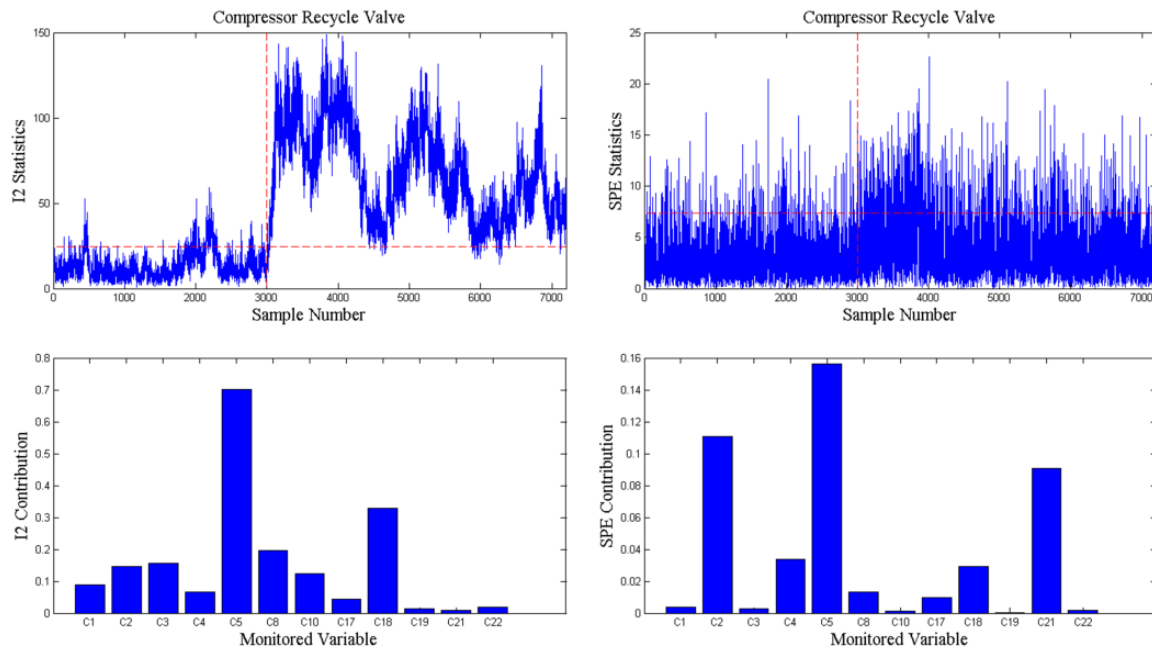 Compressor Recycle Valve
I2 Statistics
150
100
50
0
0 1000 2000 3000 4000 5000 6000 7000
Sample Number
Compressor Recycle Valve
SPE Statistics
25
20
15
10
5
0
0 1000 2000 3000 4000 5000 6000 7000
Sample Number
I2 Contribution
0.8
0.7
0.6
0.5
0.4
0.3
0.2
0.1
0
C1 C2 C3 C4 C5 C8 C10 C17 C18 C19 C21 C22
Monitored Variable
SPE Contribution
0.16
0.14
0.12
0.1
0.08
0.06
0.04
0.02
0
C1 C2 C3 C4 C5 C8 C10 C17 C18 C19 C21 C22
Monitored Variable